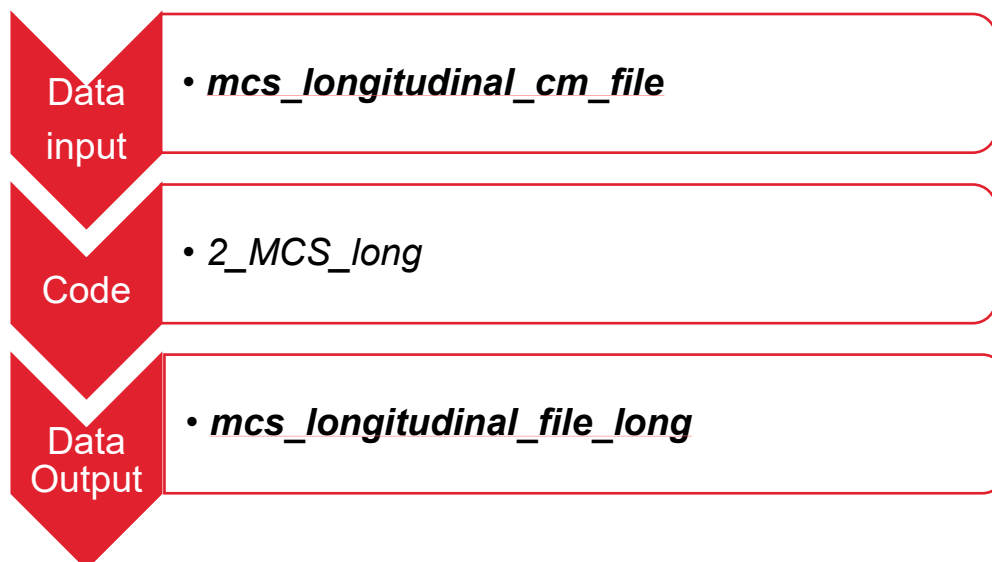 Data
input
• mcs_longitudinal_cm_file
Code
• 2_MCS_long
Data
Output
• mcs_longitudinal_file_long